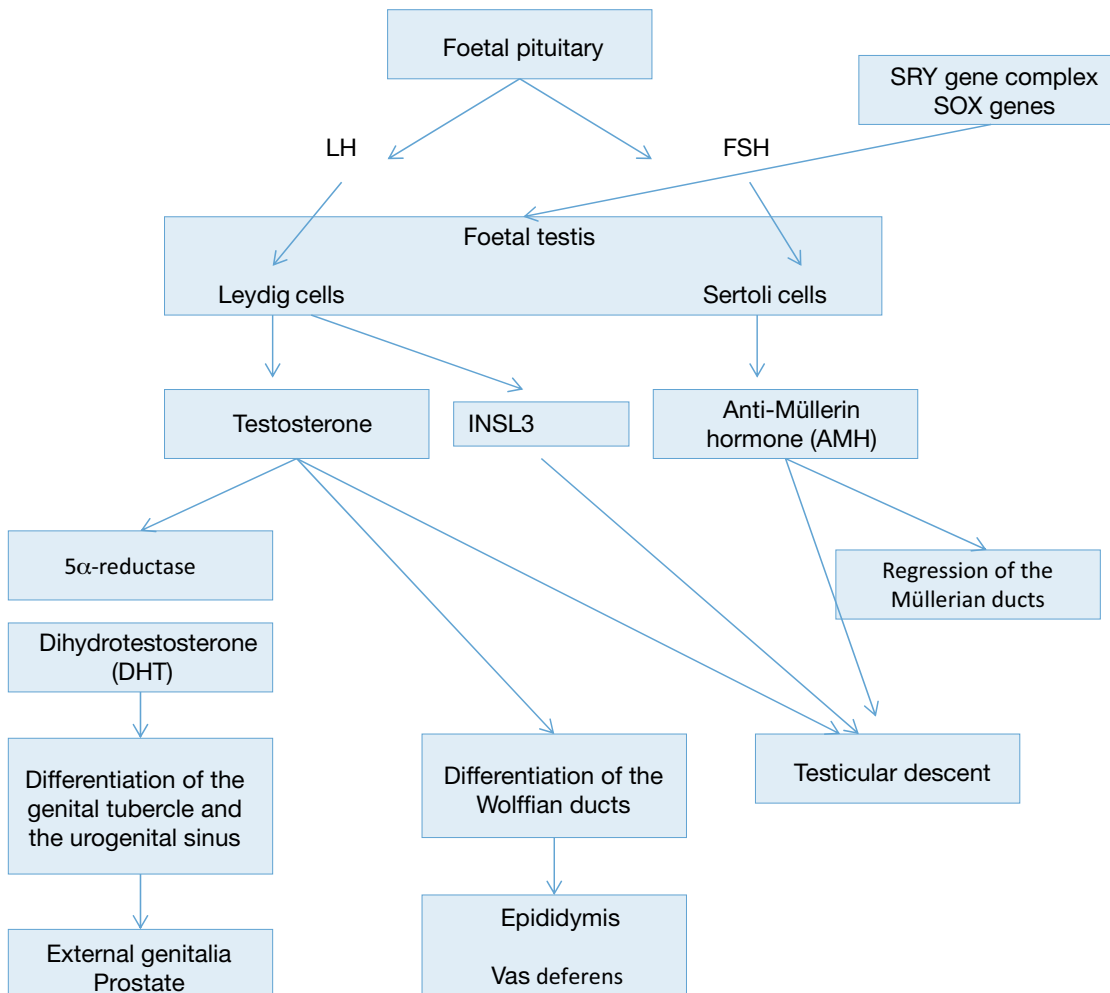 Foetal pituitary
SRY gene complex
SOX genes
LH
FSH
Foetal testis
Leydig cells
Sertoli cells
Testosterone
INSL3
Anti-Müllerin
hormone (AMH)
5α-reductase
Regression of the
Müllerian ducts
Dihydrotestosterone
(DHT)
Differentiation of the
genital tubercle and
the urogenital sinus
Differentiation of the
Wolffian ducts
Testicular descent
External genitalia
Prostate
Epididymis
Vas deferens